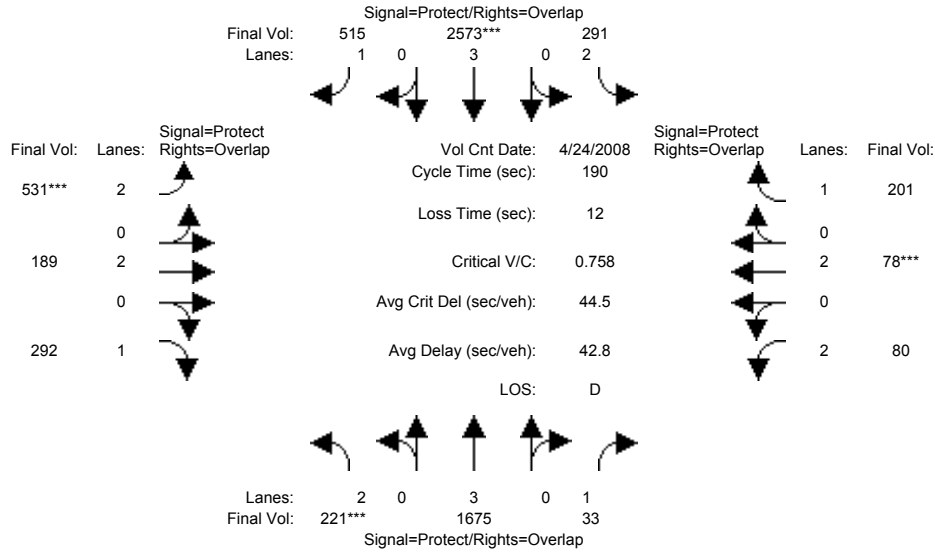 Signal=Protect/Rights=Overlap
Final Vol: 515 2573*** 291
Lanes: 1 0 3 0 2
Signal=Protect Signal=Protect
Final Vol: Lanes: Rights=Overlap Vol Cnt Date: 4/24/2008 Rights=Overlap Lanes: Final Vol:
Cycle Time (sec): 190
531*** 2 1 201
Loss Time (sec): 12
0 0
189 2 Critical V/C: 0.758 2 78***
0 Avg Crit Del (sec/veh): 44.5 0
292 1 Avg Delay (sec/veh): 42.8 2 80
LOS: D
Lanes: 2 0 3 0 1
Final Vol: 221*** 1675 33
Signal=Protect/Rights=Overlap